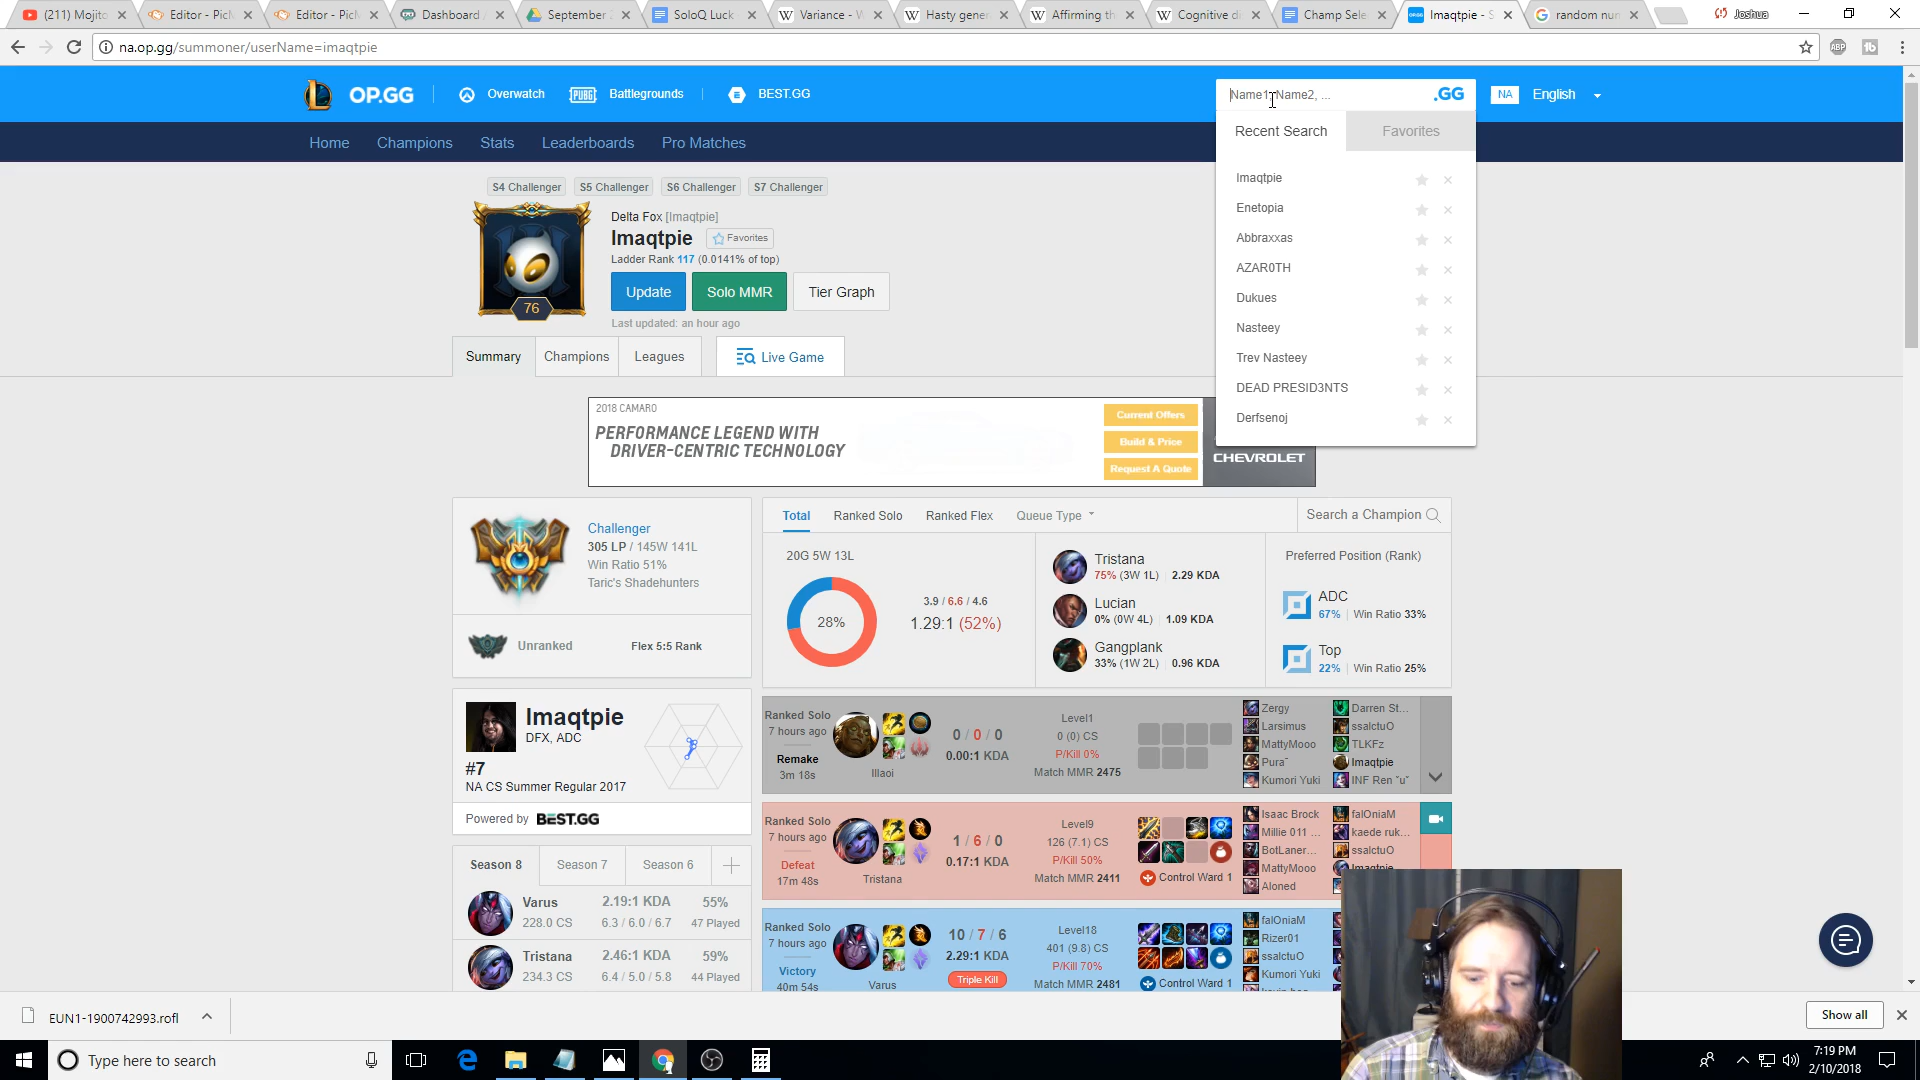 (211) Mojito
Editor - PicM
Editor - PicM
Dashboard
September
SoloQ Luck
Variance - W
Hasty gener
Affirming th
Cognitive di
Champ Sele
Imaqtpie - S
random nun
Joshua
na.op.gg/summoner/userName=imaqtpie
OP.GG
Overwatch
PUBG
Battlegrounds
BEST.GG
Name1, Name2, ...
.GG
NA
English
Home
Champions
Stats
Leaderboards
Pro Matches
Recent Search
Favorites
Imaqtpie
Enetopia
Abbraxxas
AZAR0TH
Dukues
Nasteey
Trev Nasteey
DEAD PRESID3NTS
Derfsenoj
S4 Challenger
S5 Challenger
S6 Challenger
S7 Challenger
76
Delta Fox [Imaqtpie]
Imaqtpie
Favorites
Ladder Rank 117 (0.0141% of top)
Update
Solo MMR
Tier Graph
Last updated: an hour ago
Summary
Champions
Leagues
Live Game
2018 CAMARO
PERFORMANCE LEGEND WITH
DRIVER-CENTRIC TECHNOLOGY
Current Offers
Build & Price
Request A Quote
CHEVROLET
Challenger
305 LP / 145W 141L
Win Ratio 51%
Taric's Shadehunters
Unranked
Flex 5:5 Rank
Imaqtpie
DFX, ADC
#7
NA CS Summer Regular 2017
Powered by BEST.GG
Season 8
Season 7
Season 6
Varus
2.19:1 KDA
55%
228.0 CS
6.3 / 6.0 / 6.7
47 Played
Tristana
2.46:1 KDA
59%
234.3 CS
6.4 / 5.0 / 5.8
44 Played
Total
Ranked Solo
Ranked Flex
Queue Type
Search a Champion
20G 5W 13L
28%
3.9 / 6.6 / 4.6
1.29:1 (52%)
Tristana
75% (3W 1L)
2.29 KDA
Lucian
0% (0W 4L)
1.09 KDA
Gangplank
33% (1W 2L)
0.96 KDA
Preferred Position (Rank)
ADC
67%
Win Ratio 33%
Top
22%
Win Ratio 25%
Ranked Solo
7 hours ago
Remake
3m 18s
Illaoi
0 / 0 / 0
0.00:1 KDA
Level1
0 (0) CS
P/Kill 0%
Match MMR 2475
Zergy
Larsimus
MattyMooo
Pura˜
Kumori Yuki
Darren St...
ssalctuO
TLKFz
Imaqtpie
INF Ren "u"
Ranked Solo
7 hours ago
Defeat
17m 48s
Tristana
1 / 6 / 0
0.17:1 KDA
Level9
126 (7.1) CS
P/Kill 50%
Match MMR 2411
Control Ward 1
Isaac Brock
Millie 011 ...
BotLaner...
MattyMooo
Aloned
falOniaM
kaede ruk...
ssalctuO
Imaqtpie
Ranked Solo
7 hours ago
Victory
40m 54s
Varus
10 / 7 / 6
2.29:1 KDA
Triple Kill
Level18
401 (9.8) CS
P/Kill 70%
Match MMR 2481
Control Ward 1
falOniaM
Rizer01
ssalctuO
Kumori Yuki
EUN1-1900742993.rofl
Show all
Type here to search
7:19 PM
2/10/2018